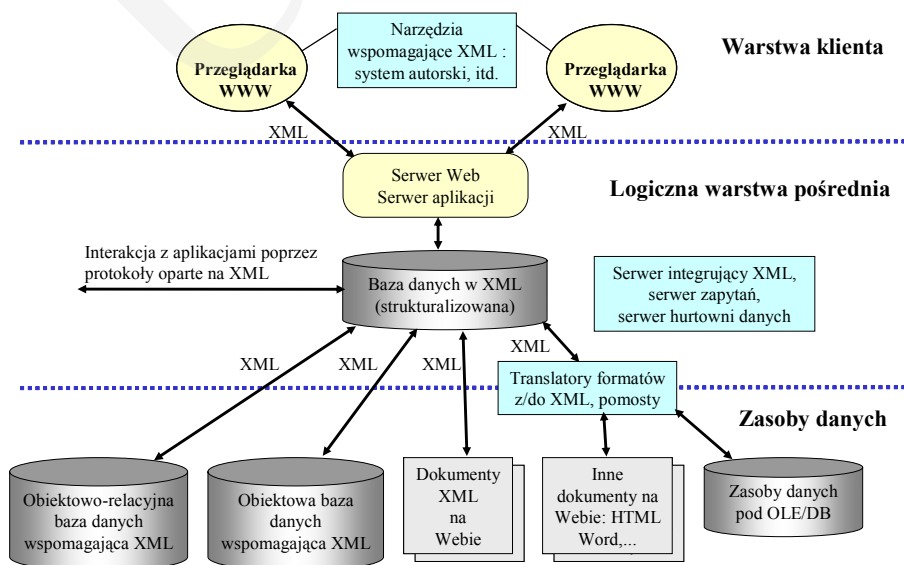 Narzędzia
wspomagające XML :
system autorski, itd.
Warstwa klienta
Przeglądarka
WWW
Przeglądarka
WWW
XML
XML
Serwer Web
Serwer aplikacji
Logiczna warstwa pośrednia
Interakcja z aplikacjami poprzez
protokoły oparte na XML
Baza danych w XML
(strukturalizowana)
Serwer integrujący XML,
serwer zapytań,
serwer hurtowni danych
XML
XML
XML
XML
Translatory formatów
z/do XML, pomosty
Zasoby danych
Obiektowo-relacyjna
baza danych
wspomagająca XML
Obiektowa baza
danych
wspomagająca XML
Dokumenty
XML
na
Webie
Inne
dokumenty na
Webie: HTML
Word,...
Zasoby danych
pod OLE/DB